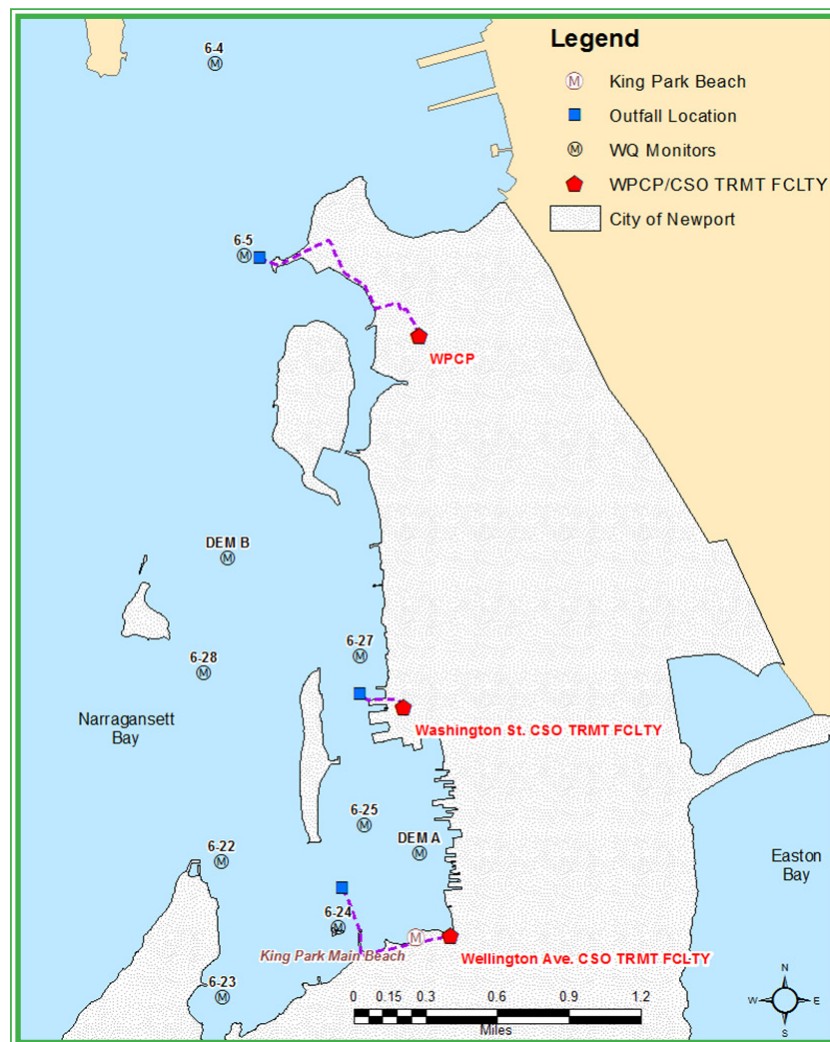 6-4
Legend
M King Park Beach
Outfall Location
M WQ Monitors
WPCP/CSO TRMT FCLTY
City of Newport
6-5
M
M
WPCP
DEM B
M
6-28
M
6-27
M
Narragansett
Bay
Washington St. CSO TRMT FCLTY
6-25
M
DEM A
M
6-22
M
Easton
Bay
6-24
M
M
King Park Main Beach
Wellington Ave. CSO TRMT FCLTY
6-23
M
0 0.15 0.3 0.6 0.9 1.2
Miles
N
W E
S